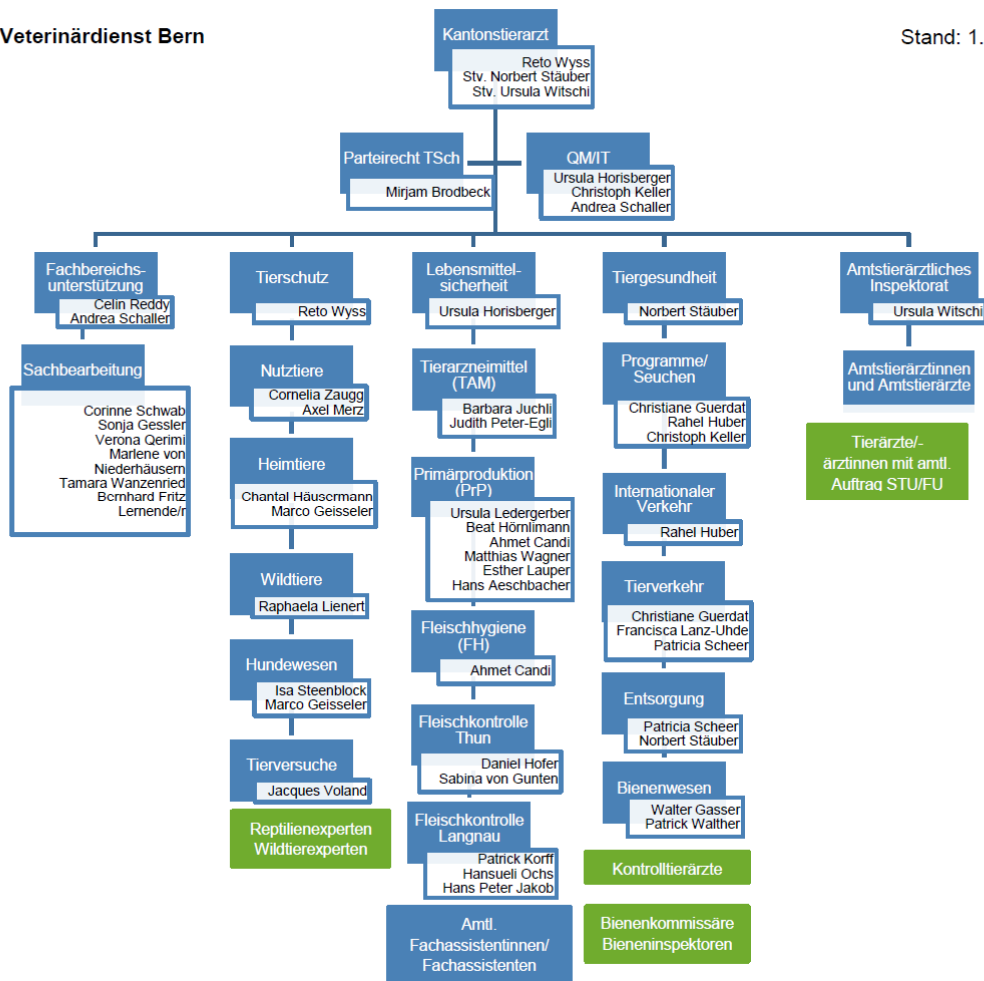 Veterinärdienst Bern
Stand: 1.
Kantonstierarzt
Reto Wyss
Stv. Norbert Stäuber
Stv. Ursula Witschi
Parteirecht TSch
Mirjam Brodbeck
QM/IT
Ursula Horisberger
Christoph Keller
Andrea Schaller
Fachbereichs-
unterstützung
Celin Reddy
Andrea Schaller
Sachbearbeitung
Corinne Schwab
Sonja Gessler
Verona Qerimi
Marlene von
Niederhäusern
Tamara Wanzenried
Bernhard Fritz
Lernende/r
Tierschutz
Reto Wyss
Nutztiere
Cornelia Zaugg
Axel Merz
Heimtiere
Chantal Häusermann
Marco Geisseler
Wildtiere
Raphaela Lienert
Hundewesen
Isa Steenblock
Marco Geisseler
Tierversuche
Jacques Voland
Reptilienexperten
Wildtierexperten
Lebensmittel-
sicherheit
Ursula Horisberger
Tierarzneimittel
(TAM)
Barbara Juchli
Judith Peter-Egli
Primärproduktion
(PrP)
Ursula Ledergerber
Beat Hörnlimann
Ahmet Candi
Matthias Wagner
Esther Lauper
Hans Aeschbacher
Fleischhygiene
(FH)
Ahmet Candi
Fleischkontrolle
Thun
Daniel Hofer
Sabina von Gunten
Fleischkontrolle
Langnau
Patrick Korff
Hansueli Ochs
Hans Peter Jakob
Amtl.
Fachassistentinnen/
Fachassistenten
Tiergesundheit
Norbert Stäuber
Programme/
Seuchen
Christiane Guerdat
Rahel Huber
Christoph Keller
Internationaler
Verkehr
Rahel Huber
Tierverkehr
Christiane Guerdat
Francisca Lanz-Uhde
Patricia Scheer
Entsorgung
Patricia Scheer
Norbert Stäuber
Bienenwesen
Walter Gasser
Patrick Walther
Kontrolltierärzte
Bienenkommissäre
Bieneninspektoren
Amtstierärztliches
Inspektorat
Ursula Witschi
Amtstierärztinnen
und Amtstierärzte
Tierärzte/-
ärztinnen mit amtl.
Auftrag STU/FU